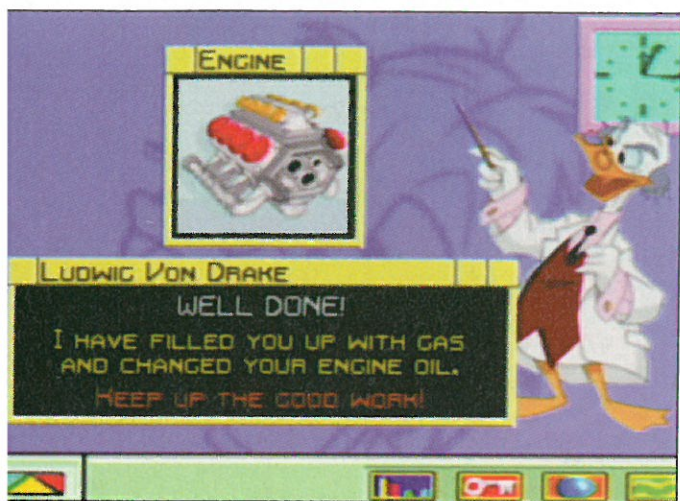 ENGINE
LUDWIG VON DRAKE
WELL DONE!
I HAVE FILLED YOU UP WITH GAS
AND CHANGED YOUR ENGINE OIL.
KEEP UP THE GOOD WORK!